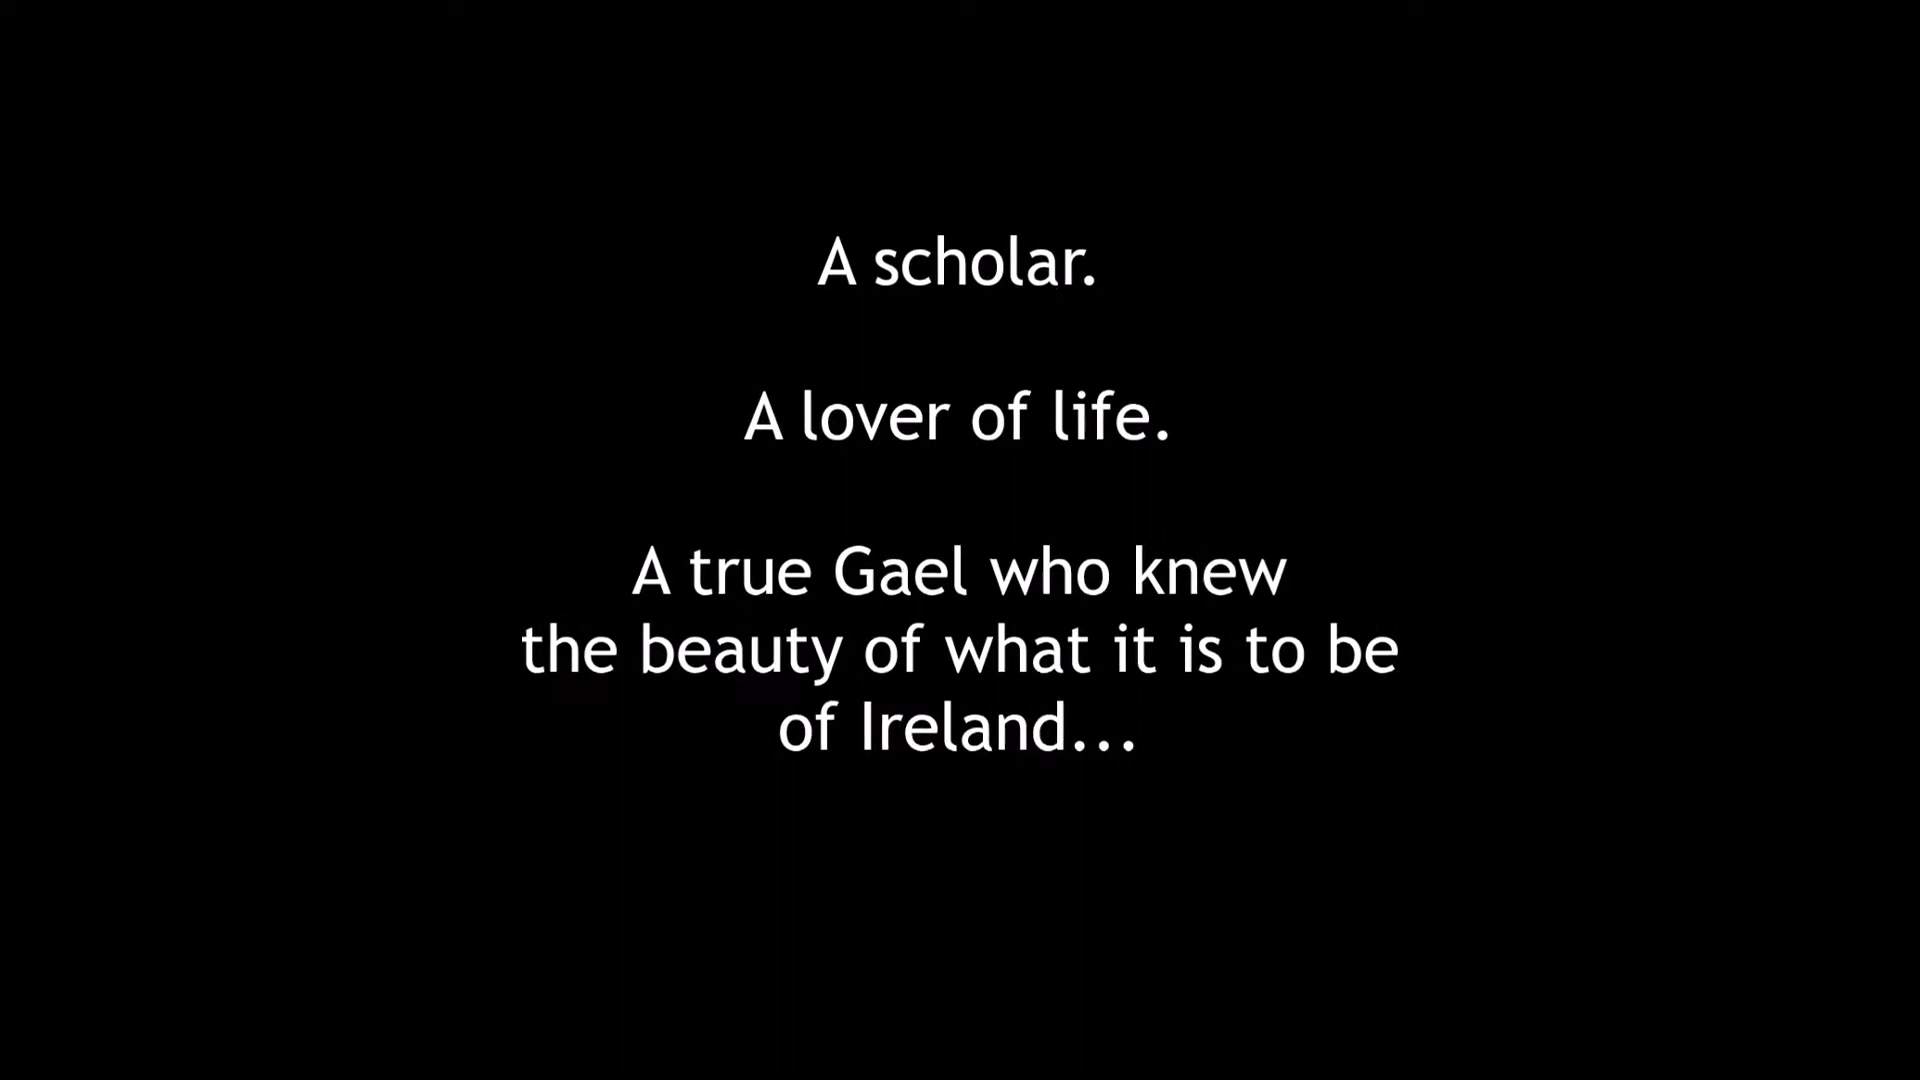 A scholar.
A lover of life.
A true Gael who knew
the beauty of what it is to be
of Ireland...